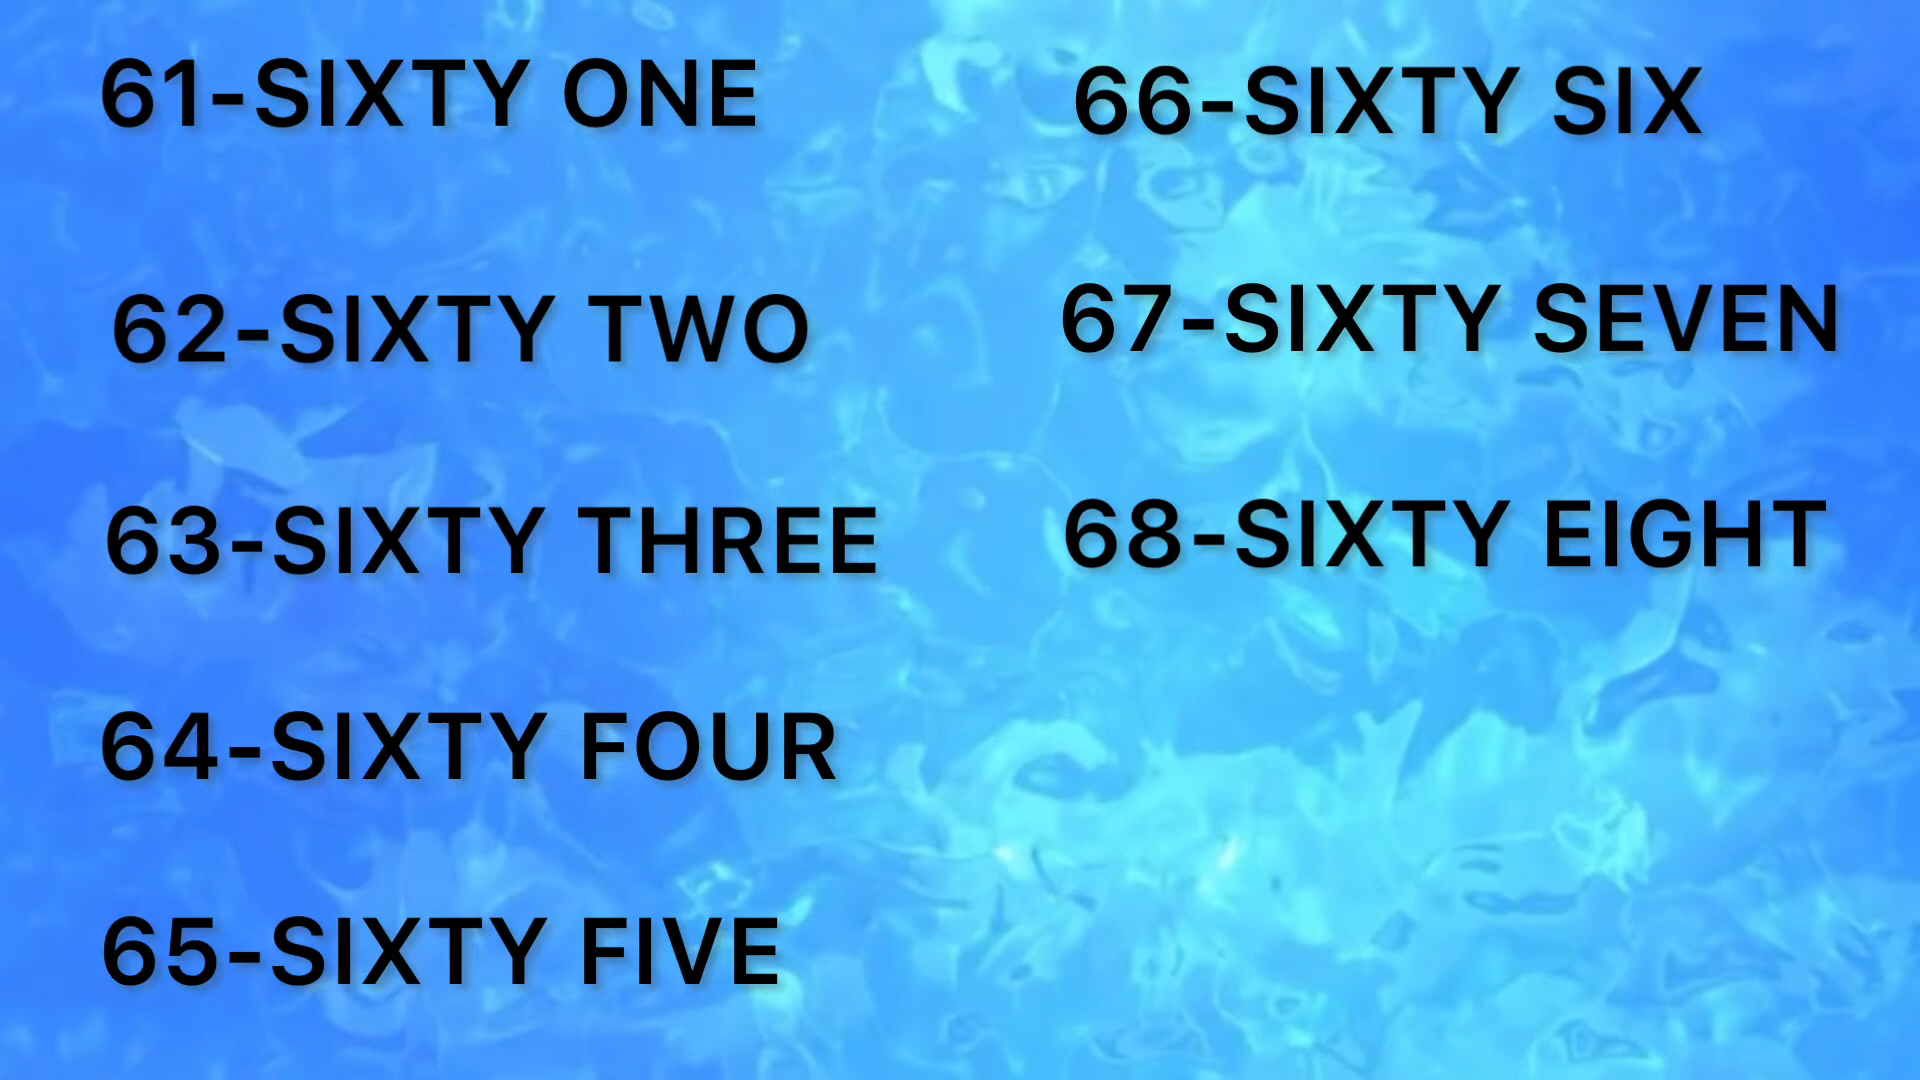 61-SIXTY ONE
62-SIXTY TWO
63-SIXTY THREE
64-SIXTY FOUR
65-SIXTY FIVE
66-SIXTY SIX
67-SIXTY SEVEN
68-SIXTY EIGHT